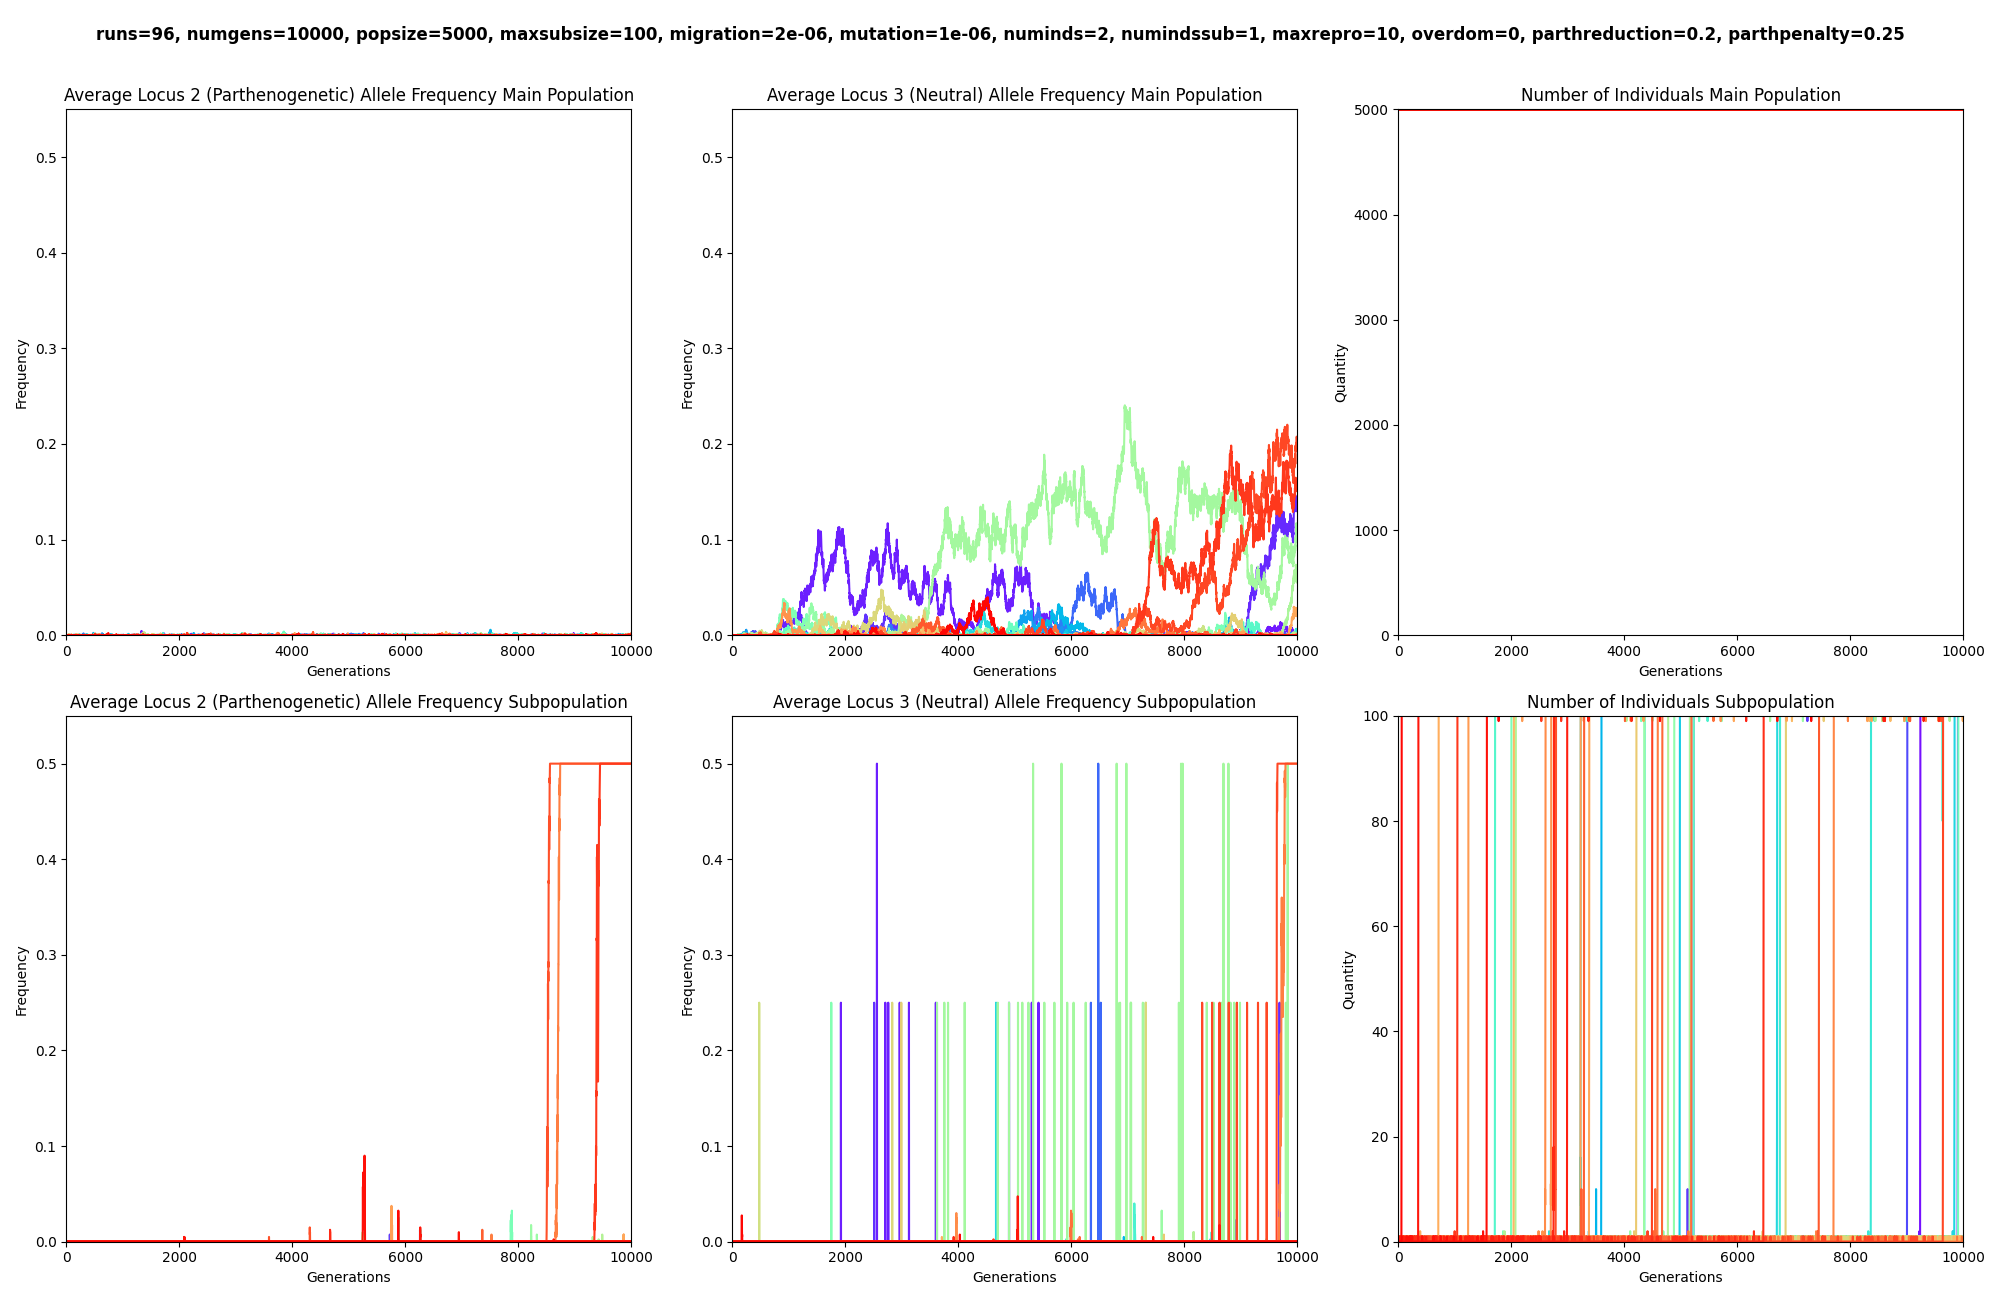 runs=96, numgens=10000, popsize=5000, maxsubsize=100, migration=2e-06, mutation=1e-06, numinds=2, numindssub=1, maxrepro=10, overdom=0, parthreduction=0.2, parthpenalty=0.25
Average Locus 2 (Parthenogenetic) Allele Frequency Main Population
0.5
0.4
0.3
0.2
0.1
0.0
Frequency
0 2000 4000 6000 8000 10000
Generations
Average Locus 3 (Neutral) Allele Frequency Main Population
0.5
0.4
0.3
0.2
0.1
0.0
Frequency
0 2000 4000 6000 8000 10000
Generations
Number of Individuals Main Population
5000
4000
3000
2000
1000
0
Quantity
0 2000 4000 6000 8000 10000
Generations
Average Locus 2 (Parthenogenetic) Allele Frequency Subpopulation
0.5
0.4
0.3
0.2
0.1
0.0
Frequency
0 2000 4000 6000 8000 10000
Generations
Average Locus 3 (Neutral) Allele Frequency Subpopulation
0.5
0.4
0.3
0.2
0.1
0.0
Frequency
0 2000 4000 6000 8000 10000
Generations
Number of Individuals Subpopulation
100
80
60
40
20
0
Quantity
0 2000 4000 6000 8000 10000
Generations